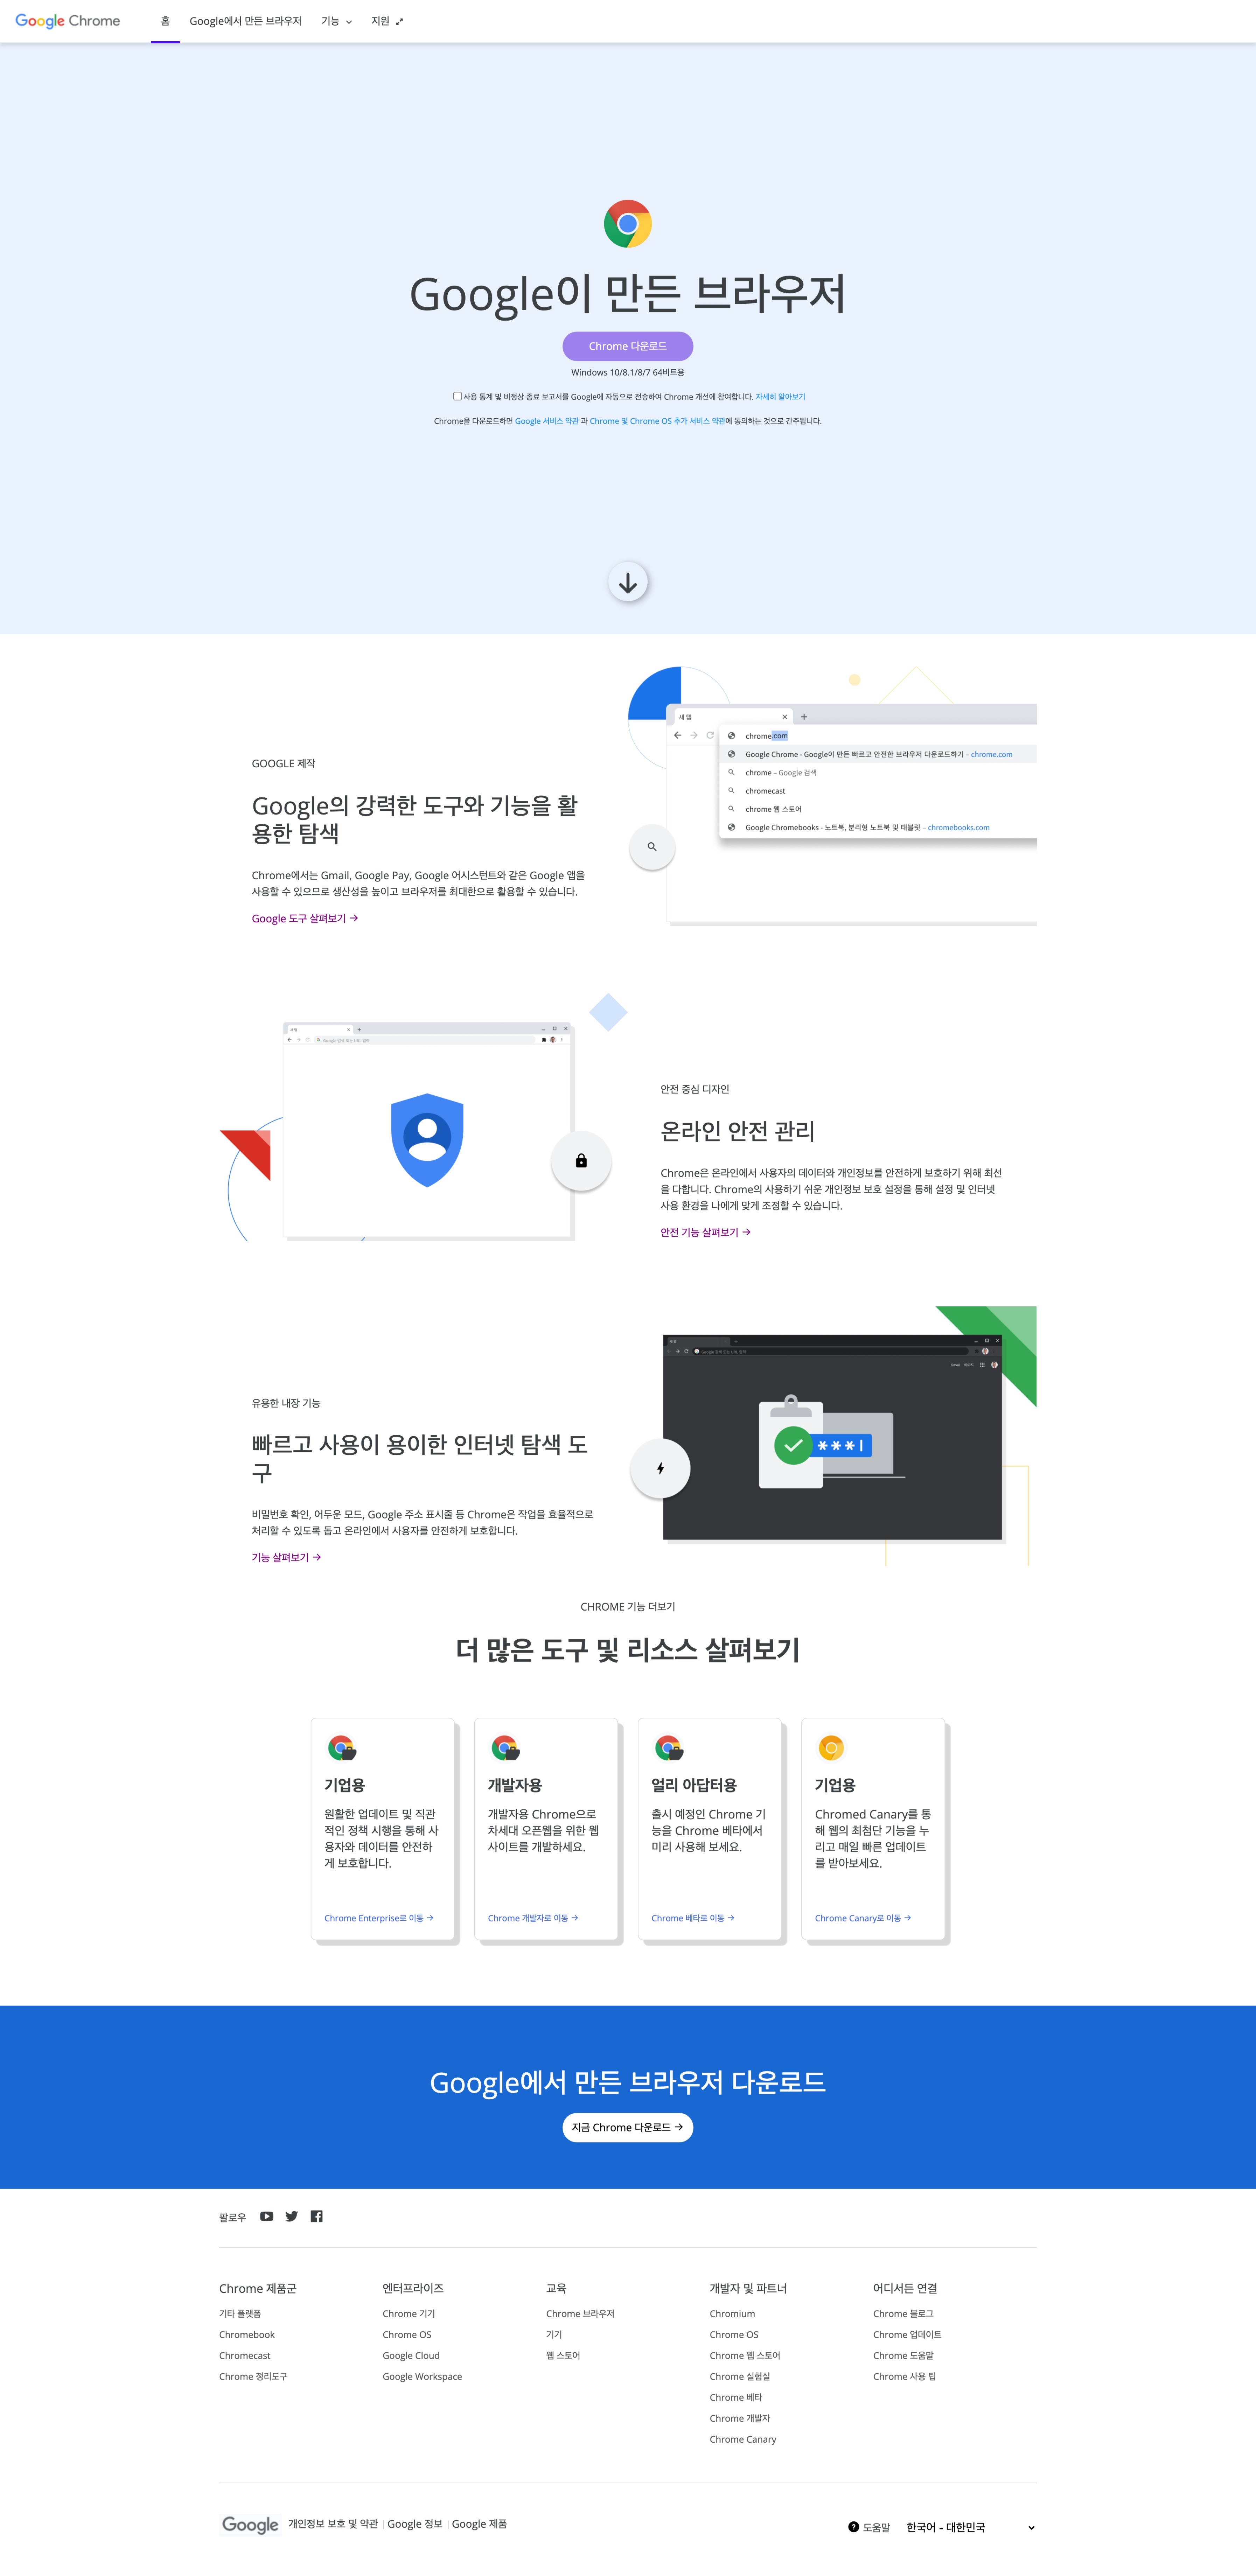 Google Chrome
홈
Google에서 만든 브라우저
기능
지원
Google이 만든 브라우저
Chrome 다운로드
Windows 10/8.1/8/7 64비트용
사용 통계 및 비정상 종료 보고서를 Google에 자동으로 전송하여 Chrome 개선에 참여합니다. 자세히 알아보기
Chrome을 다운로드하면 Google 서비스 약관 과 Chrome 및 Chrome OS 추가 서비스 약관에 동의하는 것으로 간주됩니다.
GOOGLE 제작
Google의 강력한 도구와 기능을 활
용한 탐색
Chrome에서는 Gmail, Google Pay, Google 어시스턴트와 같은 Google 앱을
사용할 수 있으므로 생산성을 높이고 브라우저를 최대한으로 활용할 수 있습니다.
Google 도구 살펴보기 →
새 탭
chrome.com
Google Chrome - Google이 만든 빠르고 안전한 브라우저 다운로드하기 – chrome.com
chrome – Google 검색
chromecast
chrome 웹 스토어
Google Chromebooks - 노트북, 분리형 노트북 및 태블릿 – chromebooks.com
새 탭
Google 검색 또는 URL 입력
안전 중심 디자인
온라인 안전 관리
Chrome은 온라인에서 사용자의 데이터와 개인정보를 안전하게 보호하기 위해 최선
을 다합니다. Chrome의 사용하기 쉬운 개인정보 보호 설정을 통해 설정 및 인터넷
사용 환경을 나에게 맞게 조정할 수 있습니다.
안전 기능 살펴보기 →
유용한 내장 기능
빠르고 사용이 용이한 인터넷 탐색 도
구
비밀번호 확인, 어두운 모드, Google 주소 표시줄 등 Chrome은 작업을 효율적으로
처리할 수 있도록 돕고 온라인에서 사용자를 안전하게 보호합니다.
기능 살펴보기 →
새 탭
Gmail
***|
CHROME 기능 더보기
더 많은 도구 및 리소스 살펴보기
기업용
원활한 업데이트 및 직관
적인 정책 시행을 통해 사
용자와 데이터를 안전하
게 보호합니다.
Chrome Enterprise로 이동 →
개발자용
개발자용 Chrome으로
차세대 오픈웹을 위한 웹
사이트를 개발하세요.
Chrome 개발자로 이동 →
얼리 아답터용
출시 예정인 Chrome 기
능을 Chrome 베타에서
미리 사용해 보세요.
Chrome 베타로 이동 →
기업용
Chromed Canary를 통
해 웹의 최첨단 기능을 누
리고 매일 빠른 업데이트
를 받아보세요.
Chrome Canary로 이동 →
Google에서 만든 브라우저 다운로드
지금 Chrome 다운로드 →
팔로우
Chrome 제품군
기타 플랫폼
Chromebook
Chromecast
Chrome 정리도구
엔터프라이즈
Chrome 기기
Chrome OS
Google Cloud
Google Workspace
교육
Chrome 브라우저
기기
웹 스토어
개발자 및 파트너
Chromium
Chrome OS
Chrome 웹 스토어
Chrome 실험실
Chrome 베타
Chrome 개발자
Chrome Canary
어디서든 연결
Chrome 블로그
Chrome 업데이트
Chrome 도움말
Chrome 사용 팁
Google
개인정보 보호 및 약관 | Google 정보 | Google 제품
도움말
한국어 - 대한민국